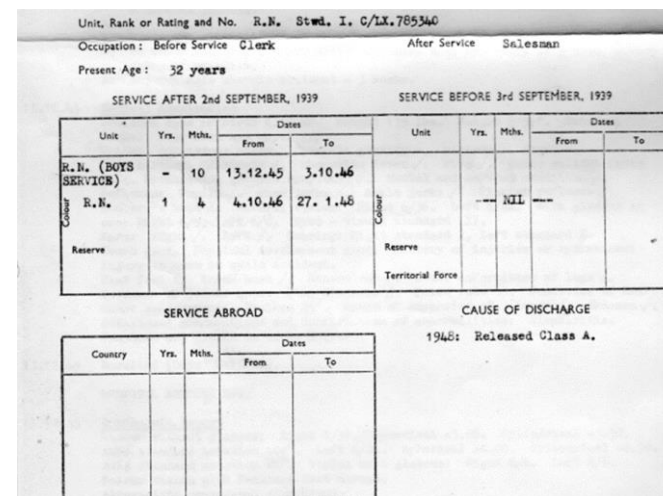 Unit, Rank or Rating and No. R.N. Stwd. I. C/LX.785340
Occupation: Before Service Clerk After Service Salesman
Present Age: 32 years
SERVICE AFTER 2nd SEPTEMBER, 1939
Unit Yrs. Mths. Dates
From To
R.N. (BOYS SERVICE) - 10 13.12.45 3.10.46
Colour R.N. 1 4 4.10.46 27. 1.48
Reserve
SERVICE BEFORE 3rd SEPTEMBER, 1939
Unit Yrs. Mths. Dates
From To
Colour --- NIL ---
Reserve
Territorial Force
SERVICE ABROAD
Country Yrs. Mths. Dates
From To
CAUSE OF DISCHARGE
1948: Released Class A.